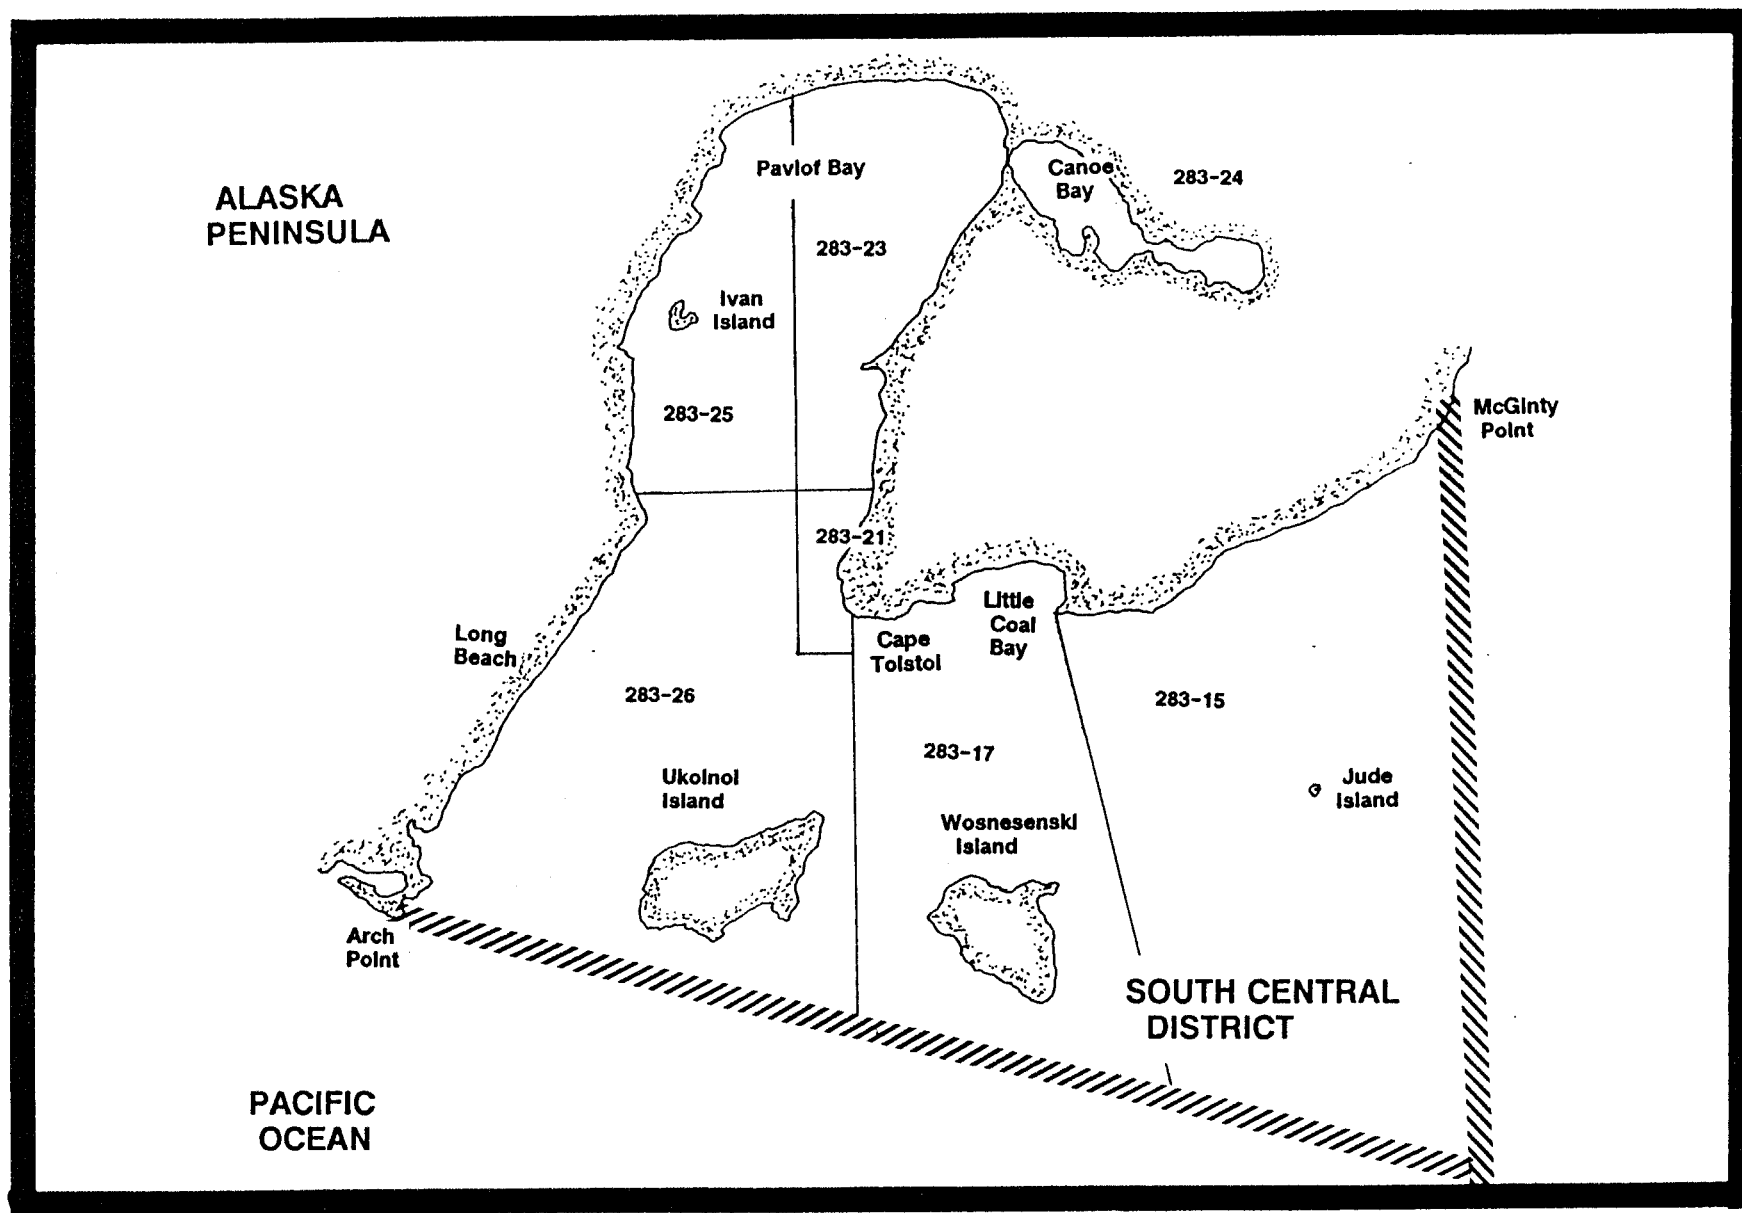 Pavlof Bay
Canoe
Bay
283-24
ALASKA
PENINSULA
283-23
Ivan
Island
283-25
McGinty
Point
283-21
Little
Coal
Bay
Cape
Tolstoi
Long
Beach
283-26
283-15
283-17
Ukolnoi
Island
Jude
Island
Wosnesenski
Island
Arch
Point
SOUTH CENTRAL
DISTRICT
PACIFIC
OCEAN